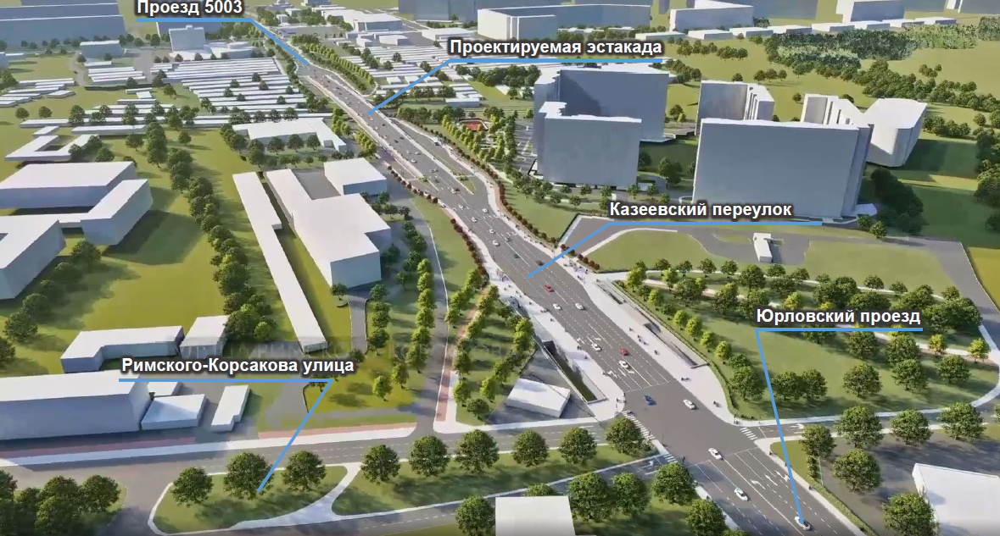 Проезд 5003
Проектируемая эстакада
Казеевский переулок
Юрловский проезд
Римского-Корсакова улица